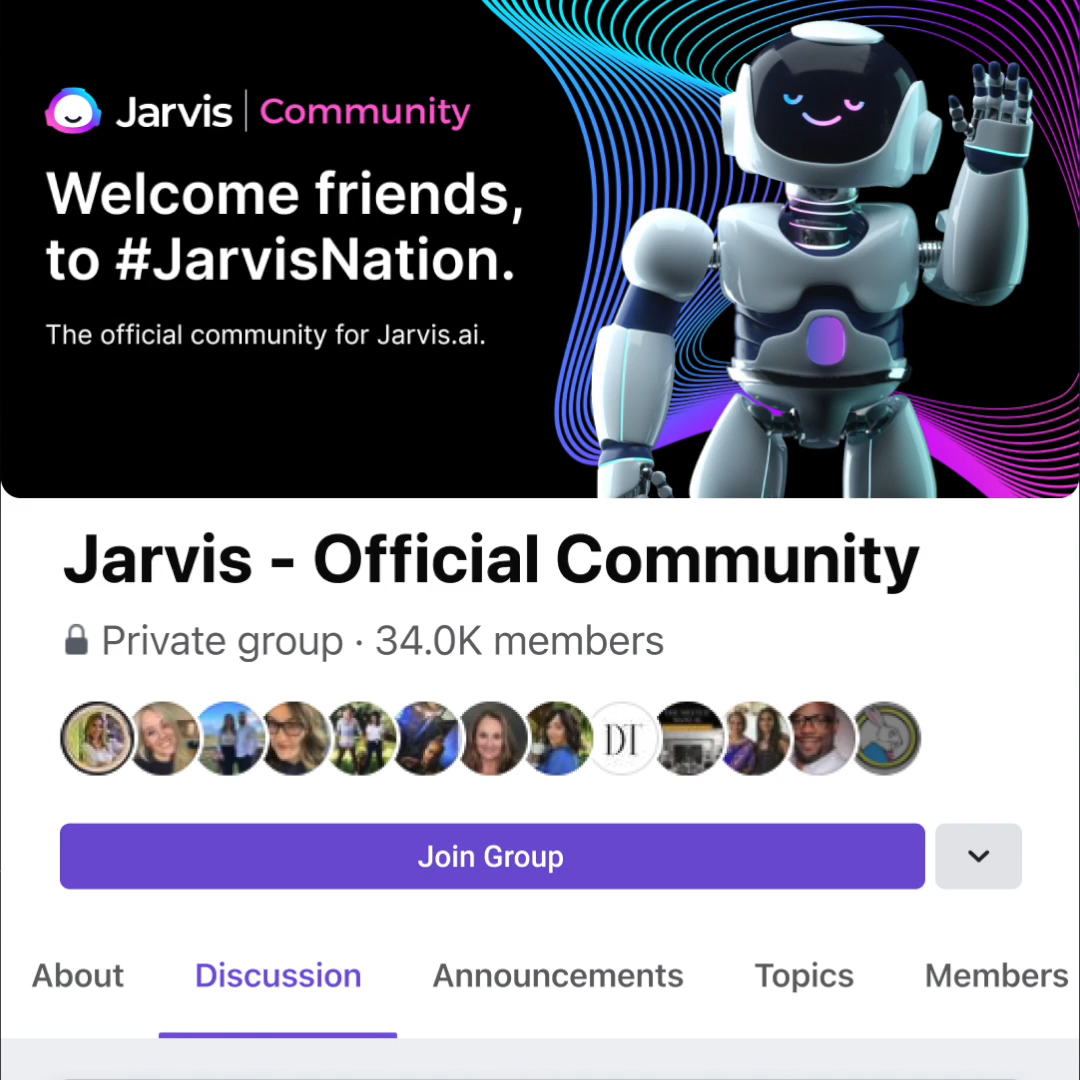 Jarvis | Community
Welcome friends,
to #JarvisNation.
The official community for Jarvis.ai.
Jarvis - Official Community
Private group · 34.0K members
DT
Join Group
About Discussion Announcements Topics Members